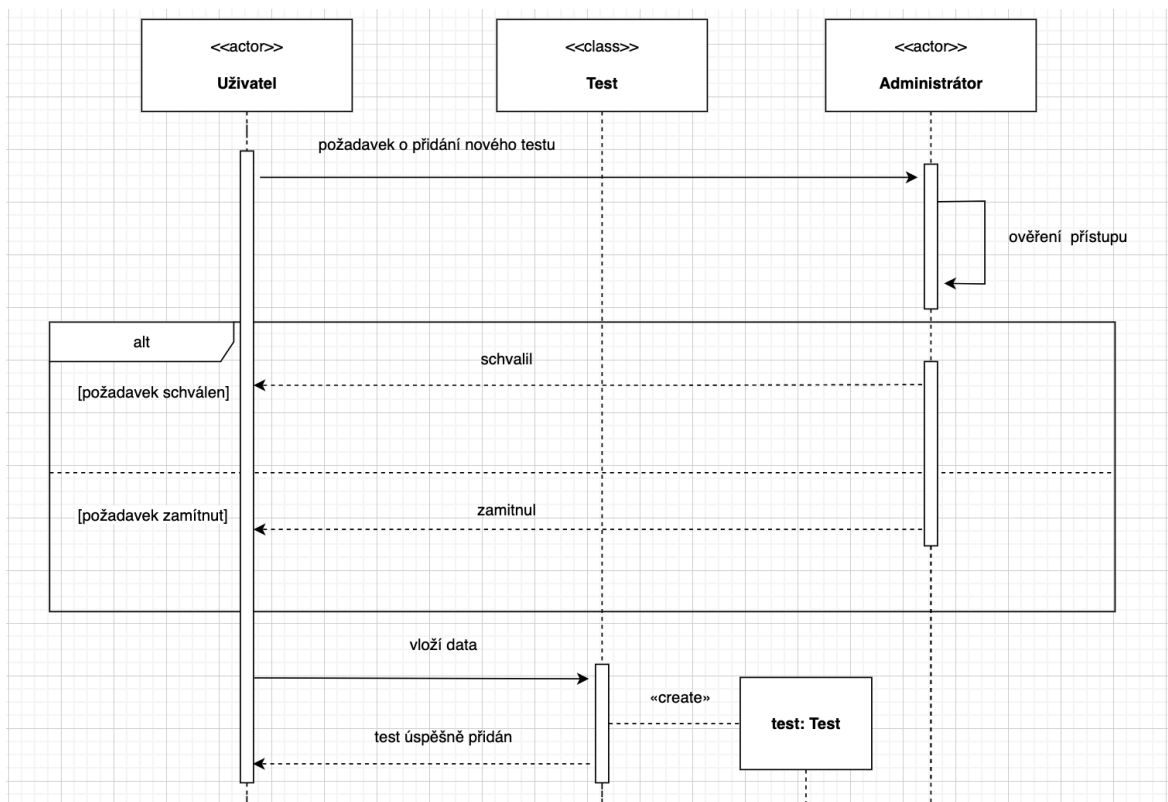 <<actor>>
Uživatel
<<class>>
Test
<<actor>>
Administrátor
požadavek o přidání nového testu
ověření přístupu
alt
schvalil
[požadavek schválen]
[požadavek zamítnut]
zamitnul
vloží data
«create»
test: Test
test úspěšně přidán